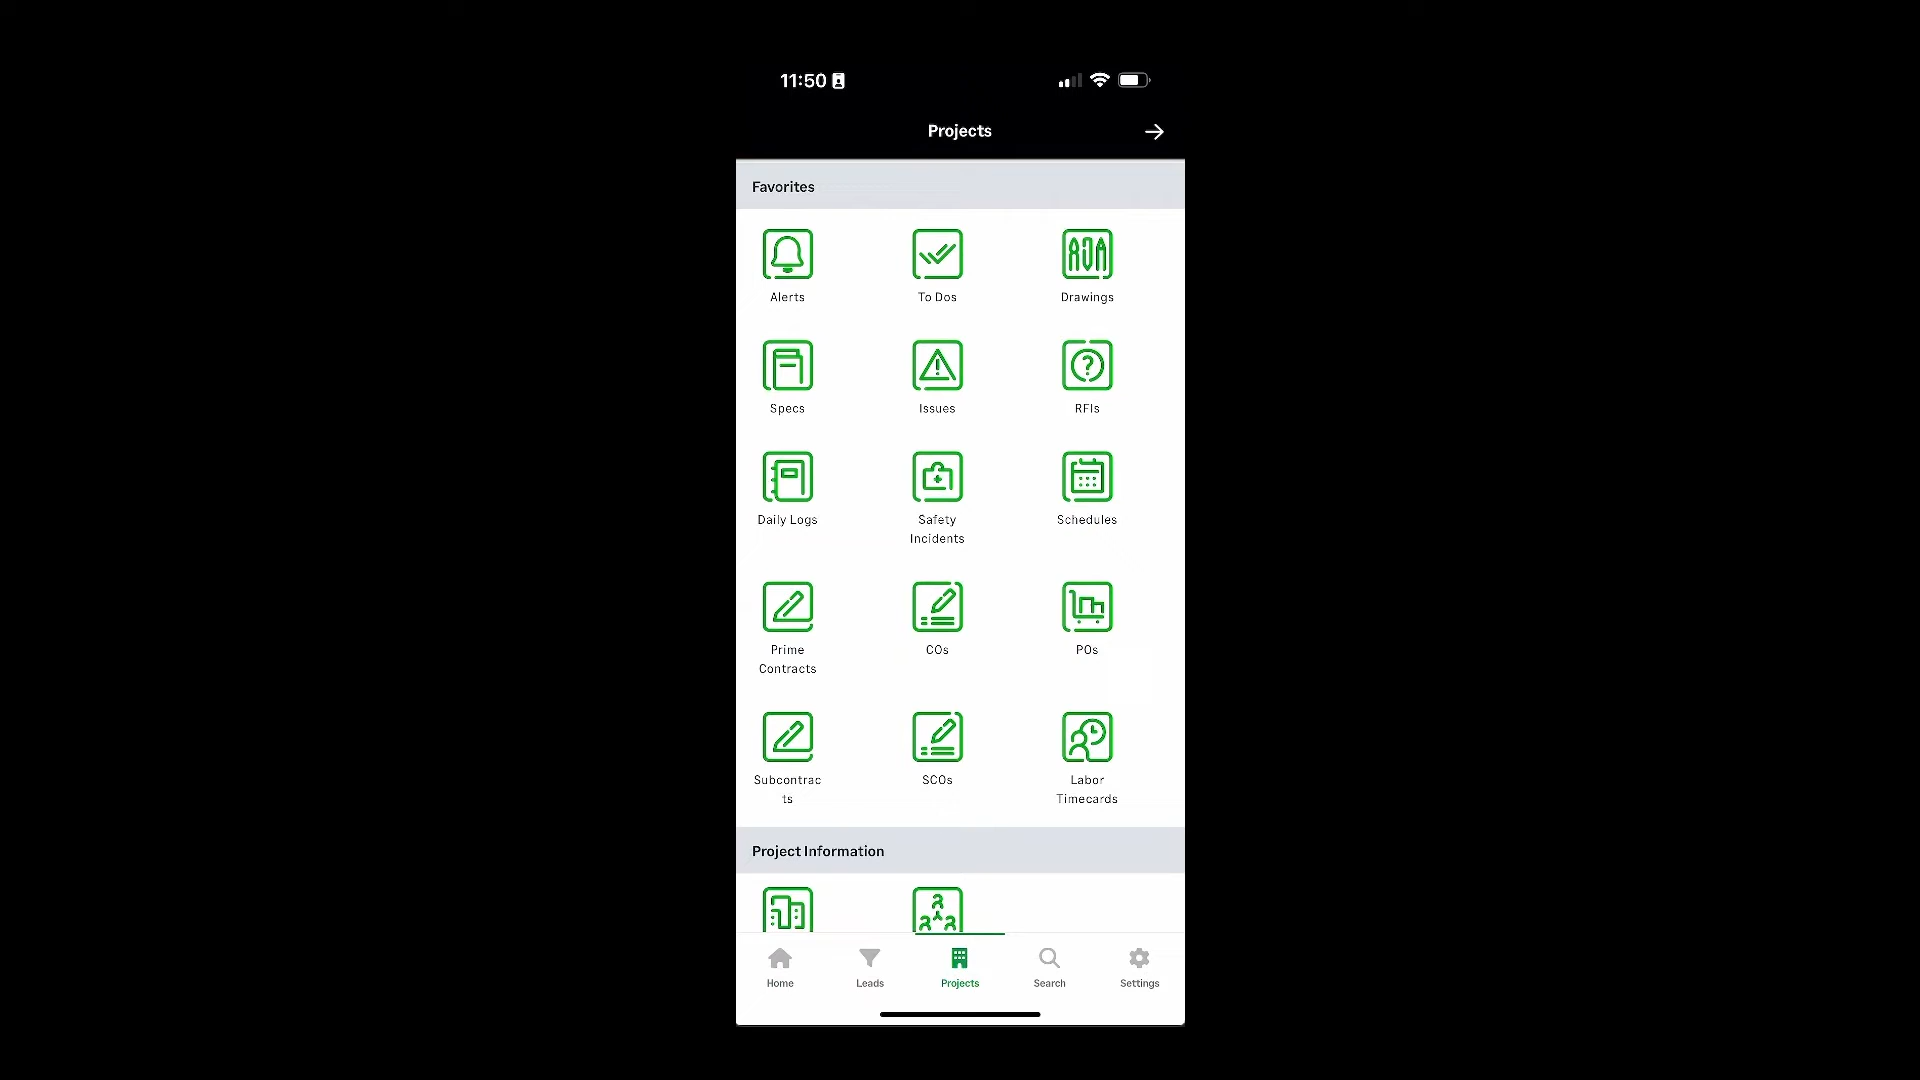 11:50
Projects
Favorites
Alerts
To Dos
Drawings
Specs
Issues
RFIs
Daily Logs
Safety
Incidents
Schedules
Prime
Contracts
COs
POs
Subcontrac
ts
SCOs
Labor
Timecards
Project Information
Home
Leads
Projects
Search
Settings